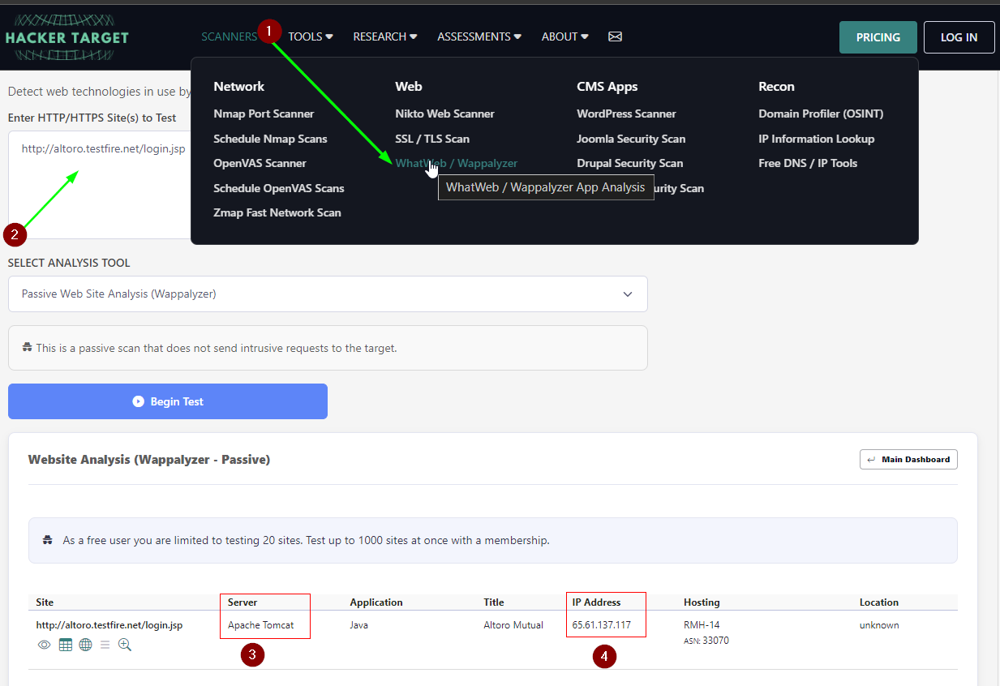 HACKER TARGET
SCANNERS 1 TOOLS RESEARCH ASSESSMENTS ABOUT PRICING LOG IN
Network Web CMS Apps Recon
Nmap Port Scanner Nikto Web Scanner WordPress Scanner Domain Profiler (OSINT)
Schedule Nmap Scans SSL / TLS Scan Joomla Security Scan IP Information Lookup
OpenVAS Scanner WhatWeb / Wappalyzer Drupal Security Scan Free DNS / IP Tools
Schedule OpenVAS Scans WhatWeb / Wappalyzer App Analysis urity Scan
Zmap Fast Network Scan
Detect web technologies in use by
Enter HTTP/HTTPS Site(s) to Test
http://altoro.testfire.net/login.jsp
2
SELECT ANALYSIS TOOL
Passive Web Site Analysis (Wappalyzer)
This is a passive scan that does not send intrusive requests to the target.
Begin Test
Website Analysis (Wappalyzer - Passive) Main Dashboard
As a free user you are limited to testing 20 sites. Test up to 1000 sites at once with a membership.
Site Server Application Title IP Address Hosting Location
http://altoro.testfire.net/login.jsp Apache Tomcat Java Altoro Mutual 65.61.137.117 RMH-14 unknown
ASN: 33070
3 4